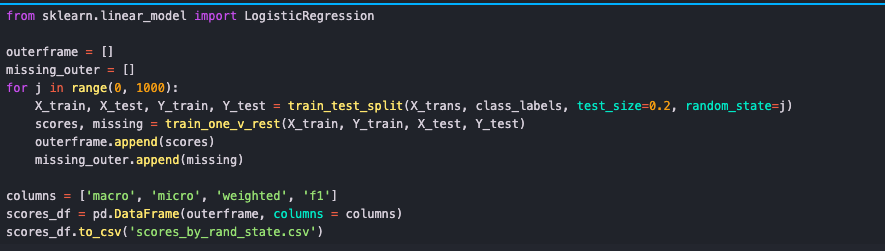 from sklearn.linear_model import LogisticRegression
outerframe = []
missing_outer = []
for j in range(0, 1000):
    X_train, X_test, Y_train, Y_test = train_test_split(X_trans, class_labels, test_size=0.2, random_state=j)
    scores, missing = train_one_v_rest(X_train, Y_train, X_test, Y_test)
    outerframe.append(scores)
    missing_outer.append(missing)
columns = ['macro', 'micro', 'weighted', 'f1']
scores_df = pd.DataFrame(outerframe, columns = columns)
scores_df.to_csv('scores_by_rand_state.csv')